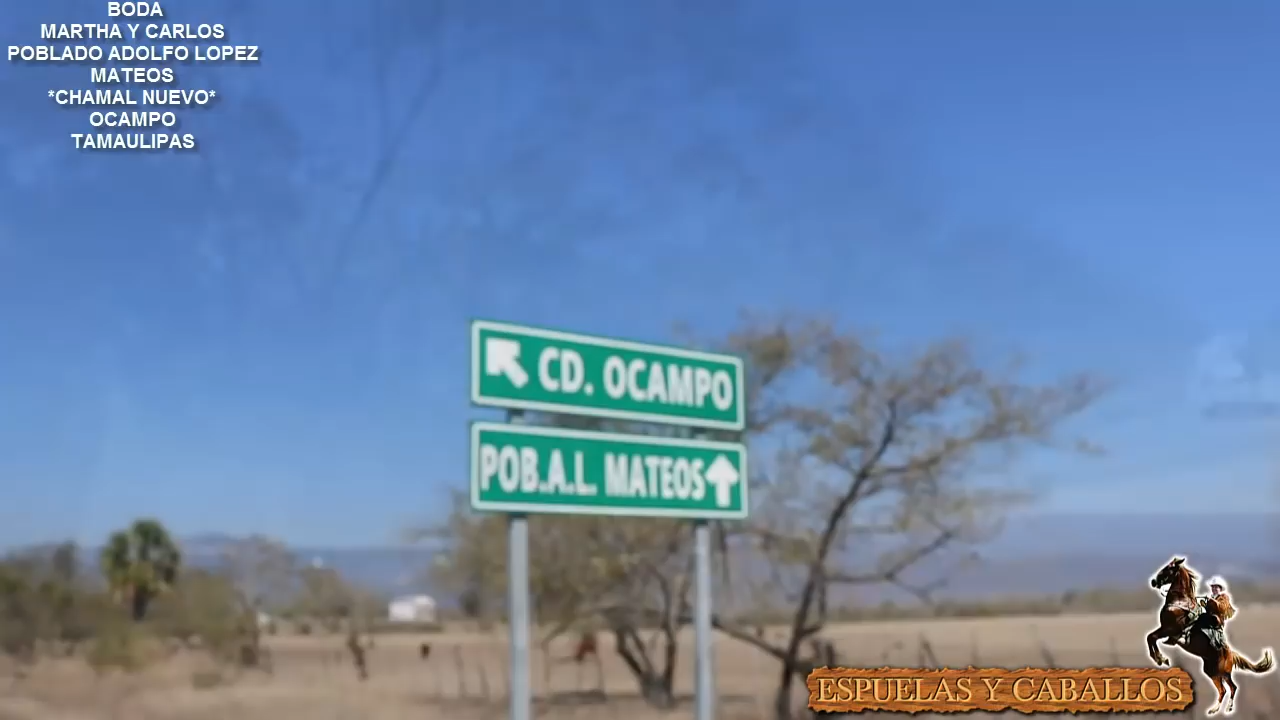 BODA
MARTHA Y CARLOS
POBLADO ADOLFO LOPEZ
MATEOS
*CHAMAL NUEVO*
OCAMPO
TAMAULIPAS
CD. OCAMPO
POB.A.L. MATEOS
ESPUELAS Y CABALLOS